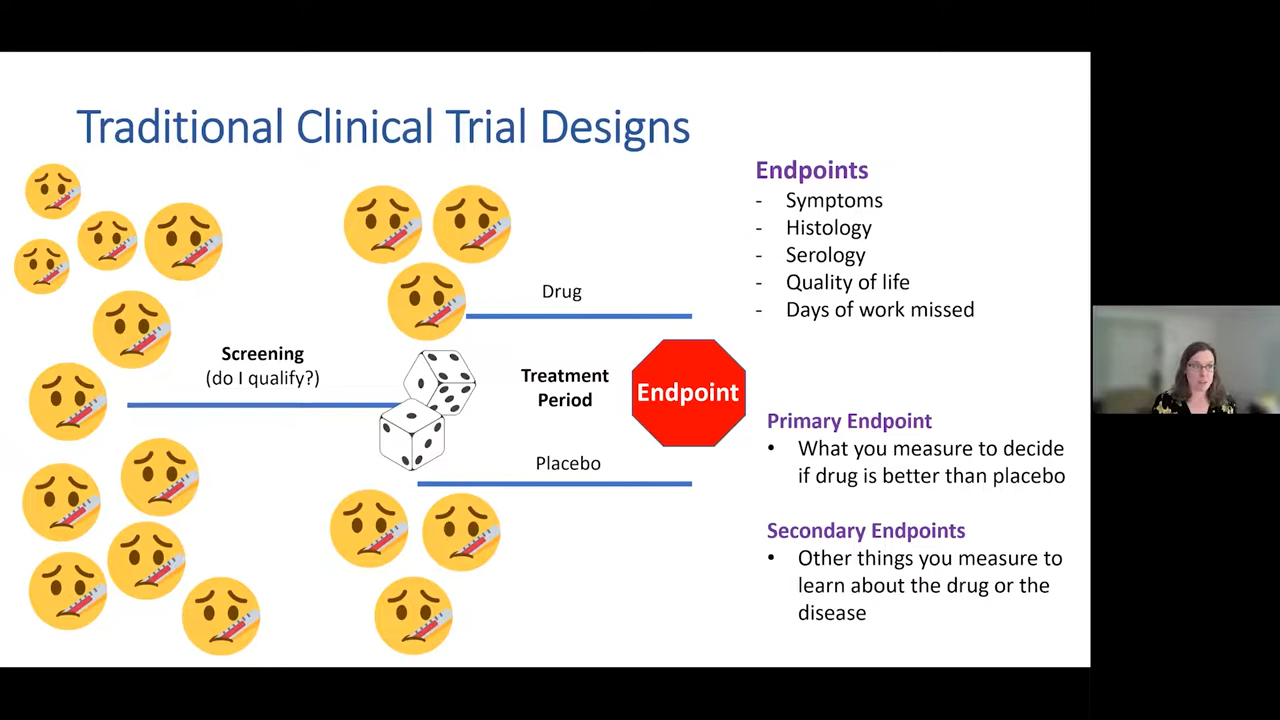 Traditional Clinical Trial Designs
Screening
(do I qualify?)
Drug
Treatment
Period
Endpoint
Placebo
Endpoints
- Symptoms
- Histology
- Serology
- Quality of life
- Days of work missed
Primary Endpoint
• What you measure to decide
if drug is better than placebo
Secondary Endpoints
• Other things you measure to
learn about the drug or the
disease